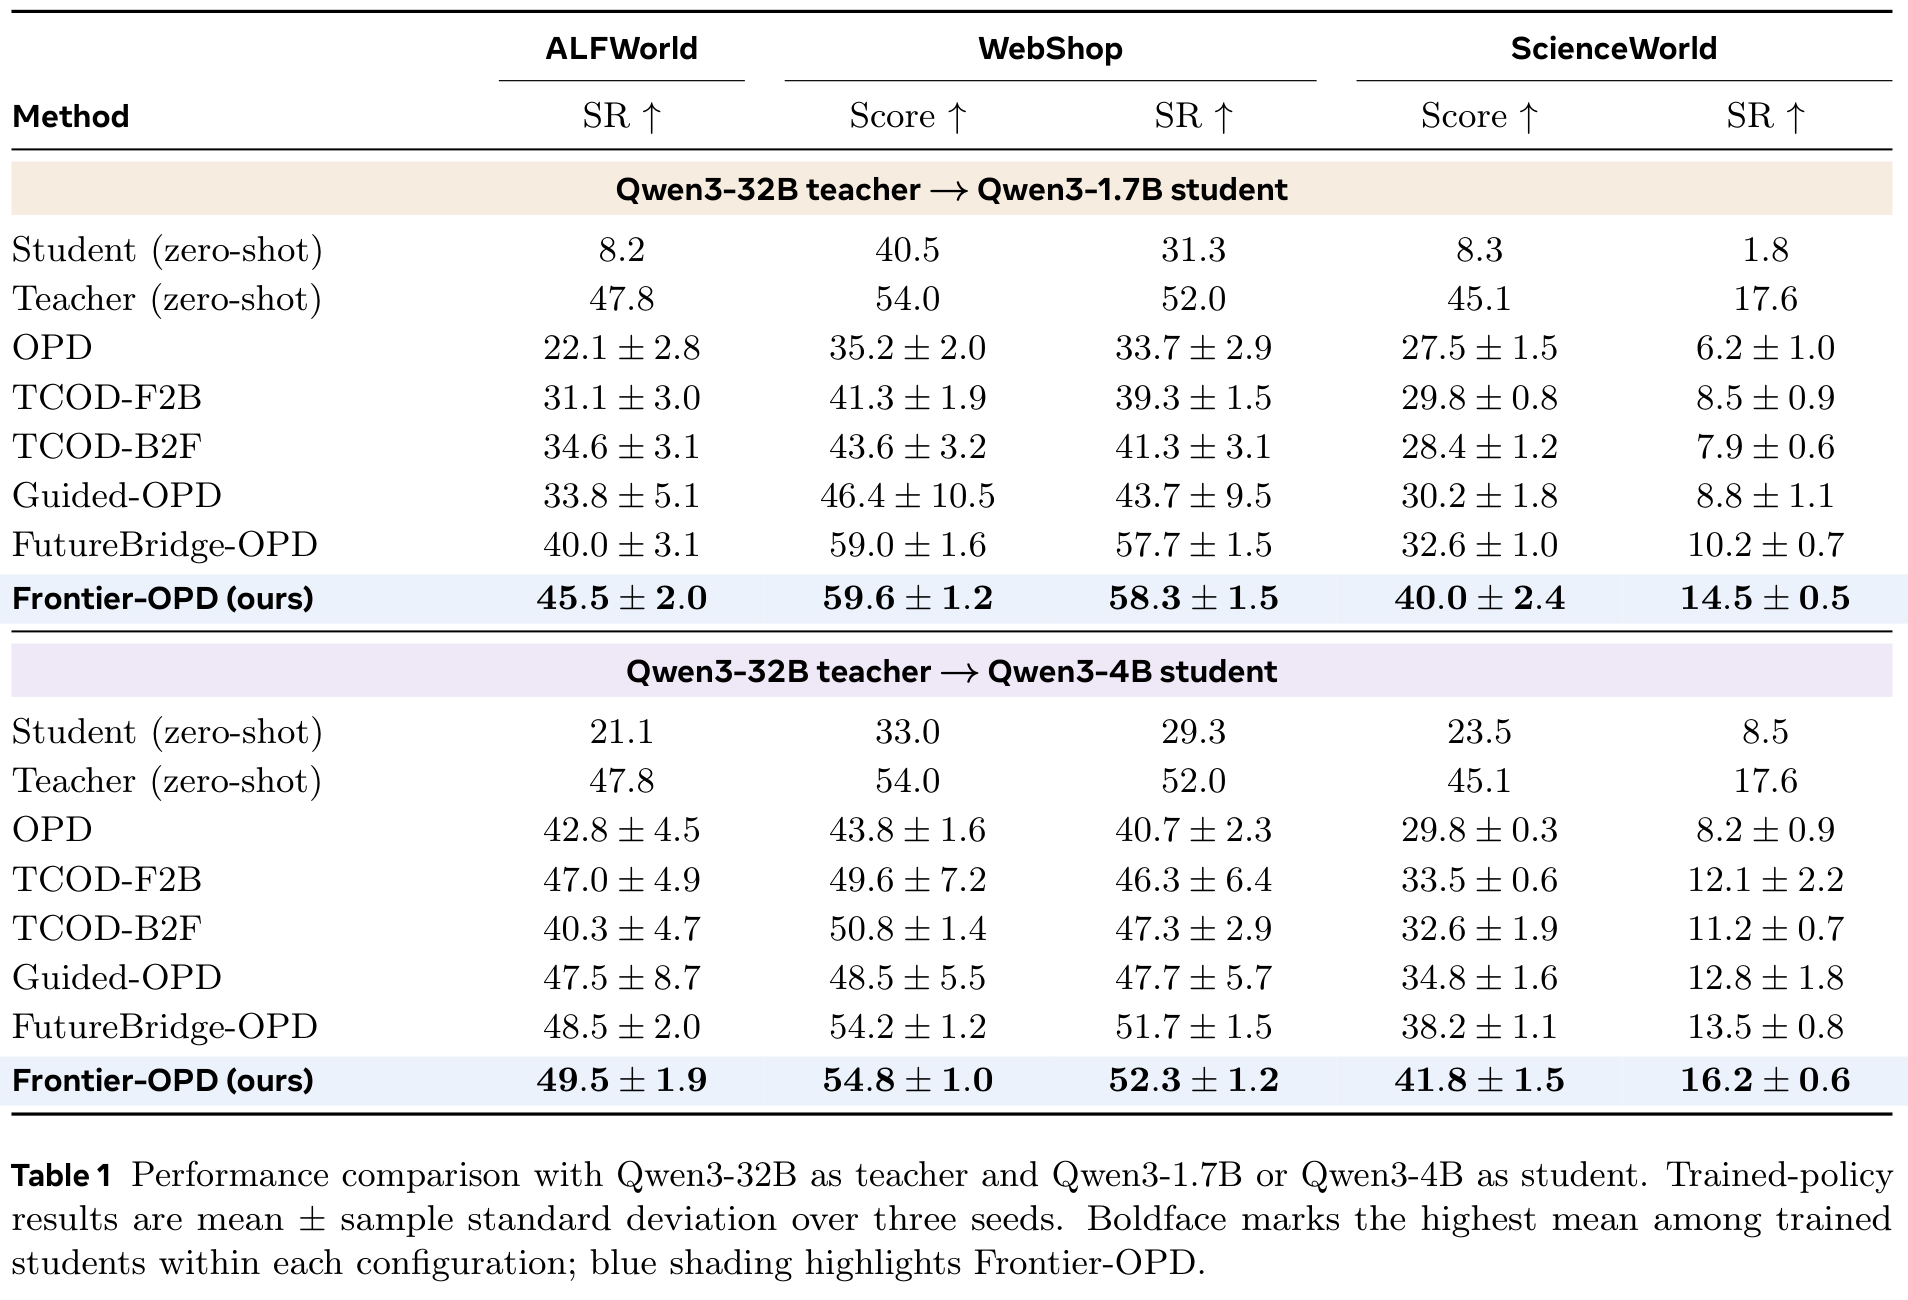 ALFWorld WebShop ScienceWorld
Method SR ↑ Score ↑ SR ↑ Score ↑ SR ↑
Qwen3-32B teacher → Qwen3-1.7B student
Student (zero-shot) 8.2 40.5 31.3 8.3 1.8
Teacher (zero-shot) 47.8 54.0 52.0 45.1 17.6
OPD 22.1 ± 2.8 35.2 ± 2.0 33.7 ± 2.9 27.5 ± 1.5 6.2 ± 1.0
TCOD-F2B 31.1 ± 3.0 41.3 ± 1.9 39.3 ± 1.5 29.8 ± 0.8 8.5 ± 0.9
TCOD-B2F 34.6 ± 3.1 43.6 ± 3.2 41.3 ± 3.1 28.4 ± 1.2 7.9 ± 0.6
Guided-OPD 33.8 ± 5.1 46.4 ± 10.5 43.7 ± 9.5 30.2 ± 1.8 8.8 ± 1.1
FutureBridge-OPD 40.0 ± 3.1 59.0 ± 1.6 57.7 ± 1.5 32.6 ± 1.0 10.2 ± 0.7
Frontier-OPD (ours) 45.5 ± 2.0 59.6 ± 1.2 58.3 ± 1.5 40.0 ± 2.4 14.5 ± 0.5
Qwen3-32B teacher → Qwen3-4B student
Student (zero-shot) 21.1 33.0 29.3 23.5 8.5
Teacher (zero-shot) 47.8 54.0 52.0 45.1 17.6
OPD 42.8 ± 4.5 43.8 ± 1.6 40.7 ± 2.3 29.8 ± 0.3 8.2 ± 0.9
TCOD-F2B 47.0 ± 4.9 49.6 ± 7.2 46.3 ± 6.4 33.5 ± 0.6 12.1 ± 2.2
TCOD-B2F 40.3 ± 4.7 50.8 ± 1.4 47.3 ± 2.9 32.6 ± 1.9 11.2 ± 0.7
Guided-OPD 47.5 ± 8.7 48.5 ± 5.5 47.7 ± 5.7 34.8 ± 1.6 12.8 ± 1.8
FutureBridge-OPD 48.5 ± 2.0 54.2 ± 1.2 51.7 ± 1.5 38.2 ± 1.1 13.5 ± 0.8
Frontier-OPD (ours) 49.5 ± 1.9 54.8 ± 1.0 52.3 ± 1.2 41.8 ± 1.5 16.2 ± 0.6
Table 1 Performance comparison with Qwen3-32B as teacher and Qwen3-1.7B or Qwen3-4B as student. Trained-policy
results are mean ± sample standard deviation over three seeds. Boldface marks the highest mean among trained
students within each configuration; blue shading highlights Frontier-OPD.